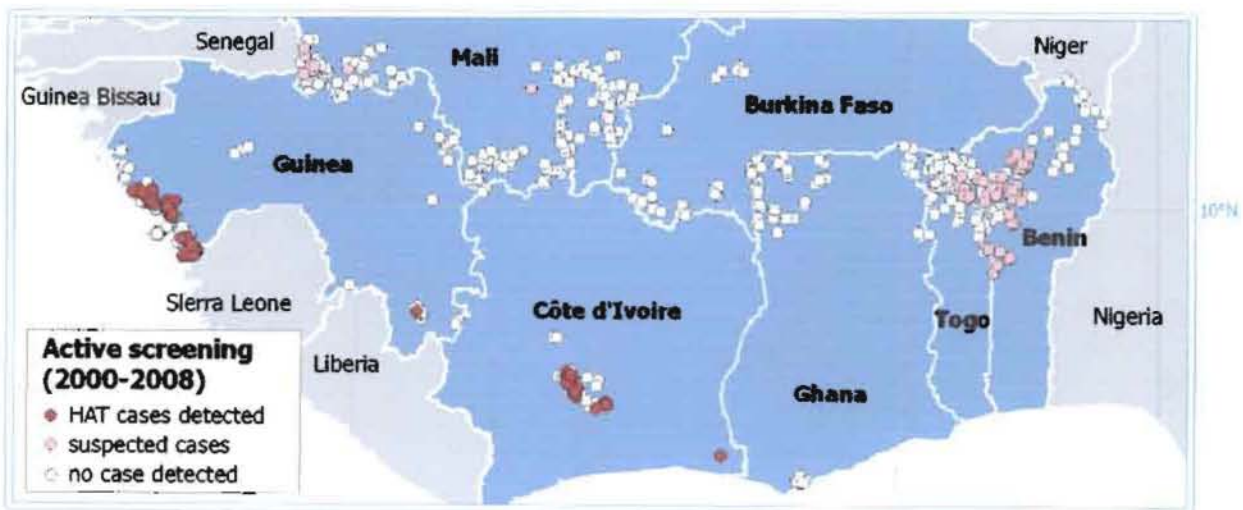 Senegal
Mali
Niger
Guinea Bissau
Burkina Faso
Guinea
10°N
Benin
Sierra Leone
Côte d'Ivoire
Togo
Nigeria
Liberia
Ghana
Active screening
(2000-2008)
HAT cases detected
suspected cases
no case detected